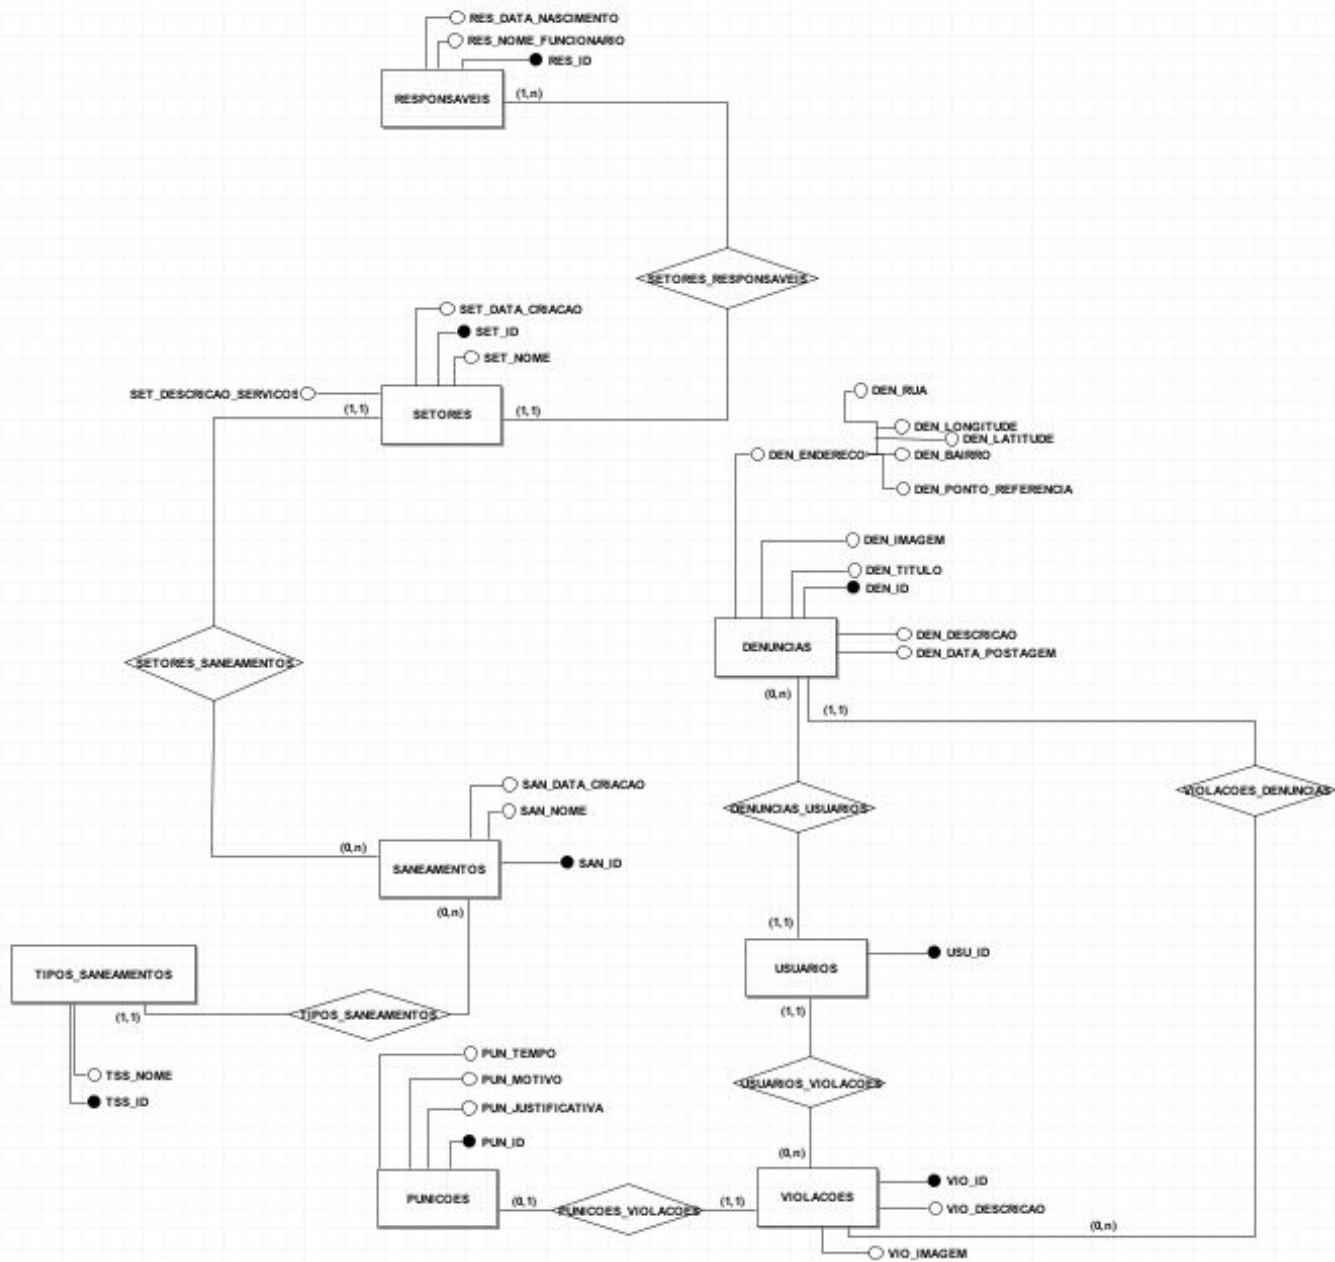 RES_DATA_NASCIMENTO
RES_NOME_FUNCIONARIO
RES_ID
RESPONSAVEIS
(1,n)
SETORES_RESPONSAVEIS
SET_DATA_CRIACAO
SET_ID
SET_NOME
SET_DESCRICAO_SERVICOS
(1,1)
SETORES
(1,1)
DEN_RUA
DEN_LONGITUDE
DEN_LATITUDE
DEN_ENDERECO
DEN_BAIRRO
DEN_PONTO_REFERENCIA
DEN_IMAGEM
DEN_TITULO
DEN_ID
DEN_DESCRICAO
DENUNCIAS
DEN_DATA_POSTAGEM
SETORES_SANEAMENTOS
(0,n)
(1,1)
SAN_DATA_CRIACAO
VIOLACOES_DENUNCIAS
SAN_NOME
DENUNCIAS_USUARIOS
(0,n)
SANEAMENTOS
SAN_ID
(0,n)
(1,1)
USU_ID
TIPOS_SANEAMENTOS
USUARIOS
(1,1)
TIPOS_SANEAMENTOS
(1,1)
PUN_TEMPO
TSS_NOME
PUN_MOTIVO
USUARIOS_VIOLACOES
TSS_ID
PUN_JUSTIFICATIVA
PUN_ID
(0,n)
VIO_ID
PUNICOES
(0,1)
PUNICOES_VIOLACOES
(1,1)
VIOLACOES
VIO_DESCRICAO
(0,n)
VIO_IMAGEM